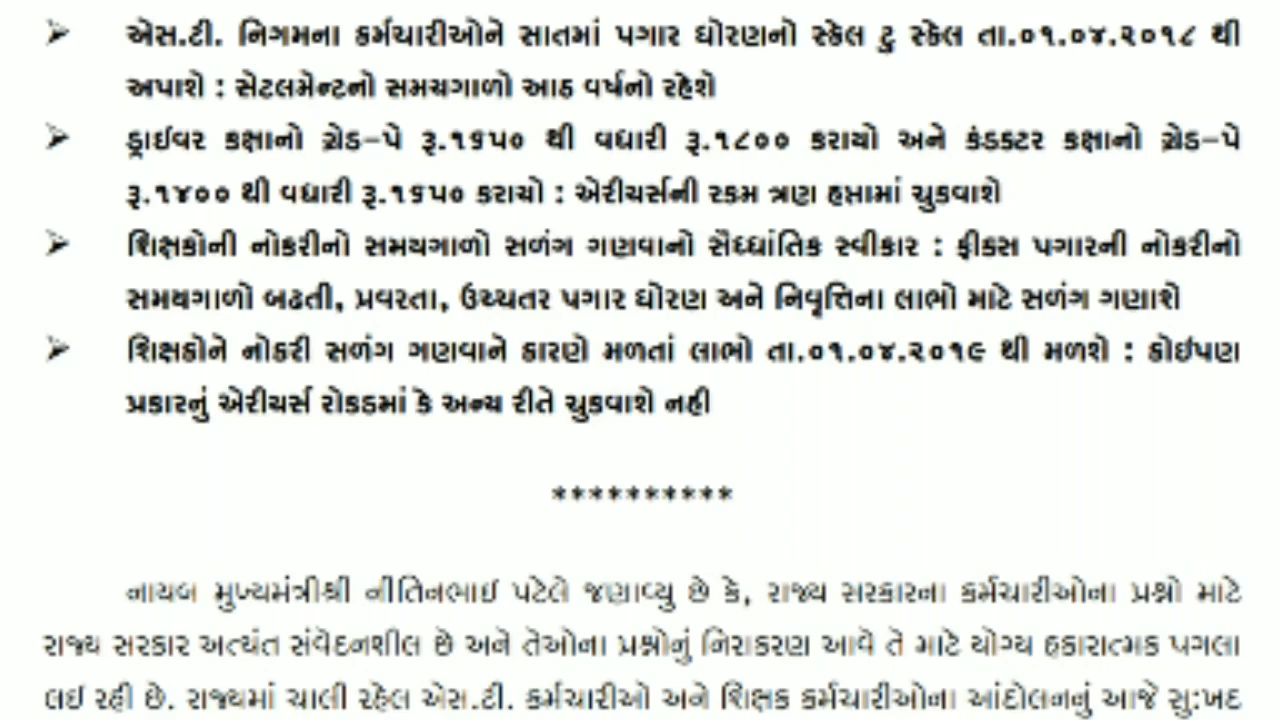 ➢ એસ.ટી. નિગમના કર્મચારીઓને સાતમાં પગાર ધોરણનો સ્કેલ ટુ સ્કેલ તા.૦૧.૦૪.૨૦૧૮ થી
અપાશે : સેટલમેન્ટનો સમયગાળો આઠ વર્ષનો રહેશે
➢ ડ્રાઈવર કક્ષાનો ગ્રેડ-પે રૂ.૧૬૫૦ થી વધારી રૂ.૧૮૦૦ કરાયો અને કંડક્ટર કક્ષાનો ગ્રેડ-પે
રૂ.૧૪૦૦ થી વધારી રૂ.૧૬૫૦ કરાયો : એરીયર્સની રકમ ત્રણ હપ્તામાં ચુકવાશે
➢ શિક્ષકોની નોકરીનો સમયગાળો સળંગ ગણવાનો સૈધ્ધાંતિક સ્વીકાર : ફીક્સ પગારની નોકરીનો
સમયગાળો બઢતી, પ્રવરતા, ઉચ્ચતર પગાર ધોરણ અને નિવૃત્તિના લાભો માટે સળંગ ગણાશે
➢ શિક્ષકોને નોકરી સળંગ ગણવાને કારણે મળતાં લાભો તા.૦૧.૦૪.૨૦૧૯ થી મળશે : કોઈપણ
પ્રકારનું એરીયર્સ રોકડમાં કે અન્ય રીતે ચુકવાશે નહી
**********
નાયબ મુખ્યમંત્રીશ્રી નીતિનભાઈ પટેલે જણાવ્યુ છે કે, રાજ્ય સરકારના કર્મચારીઓના પ્રશ્નો માટે
રાજ્ય સરકાર અત્યંત સંવેદનશીલ છે અને તેઓના પ્રશ્નોનું નિરાકરણ આવે તે માટે યોગ્ય હકારાત્મક પગલા
લઈ રહી છે. રાજ્યમાં ચાલી રહેલ એસ.ટી. કર્મચારીઓ અને શિક્ષક કર્મચારીઓના આંદોલનનું આજે સુ:ખદ